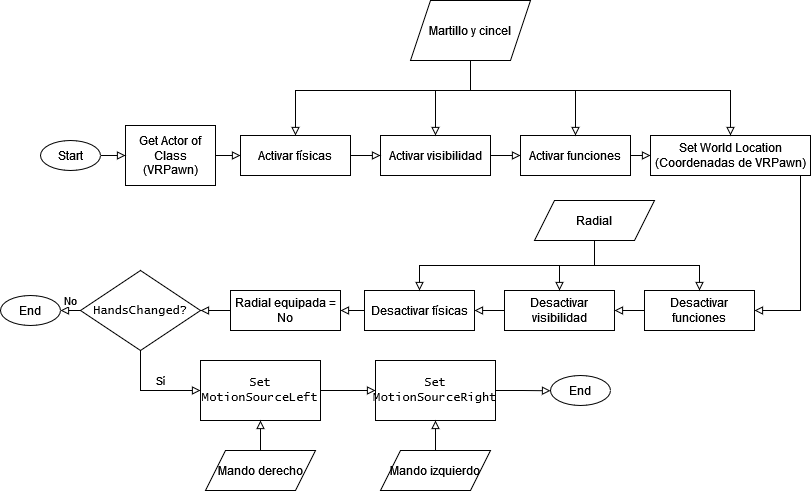 Martillo y cincel
Start
Get Actor of
Class
(VRPawn)
Activar físicas
Activar visibilidad
Activar funciones
Set World Location
(Coordenadas de VRPawn)
Radial
End
No
HandsChanged?
Radial equipada =
No
Desactivar físicas
Desactivar
visibilidad
Desactivar
funciones
Sí
Set
MotionSourceLeft
Set
MotionSourceRight
End
Mando derecho
Mando izquierdo